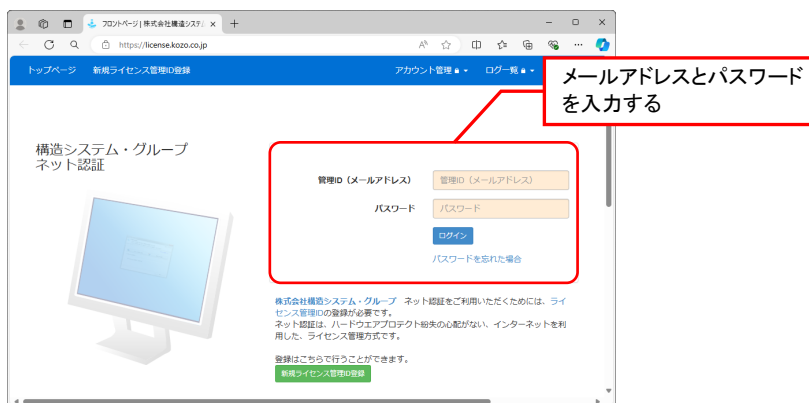 フロントページ | 株式会社構造システ
https://license.kozo.co.jp
トップページ 新規ライセンス管理ID登録 アカウント管理 ログ一覧
メールアドレスとパスワード
を入力する
構造システム・グループ
ネット認証
管理ID（メールアドレス） 管理ID（メールアドレス）
パスワード パスワード
ログイン
パスワードを忘れた場合
株式会社構造システム・グループ ネット認証をご利用いただくためには、ライ
センス管理IDの登録が必要です。
ネット認証は、ハードウエアプロテクト紛失の心配がない、インターネットを利
用した、ライセンス管理方式です。
登録はこちらで行うことができます。
新規ライセンス管理ID登録